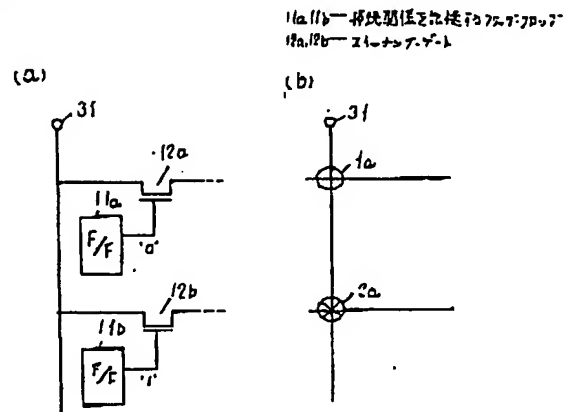 11a,11b— 接続関係を記憶するフリップフロップ
12a,12b— スイッチングゲート
(a)
(b)
31
31
12a
1a
11a
F/F
"0"
12b
2a
11b
F/F
"1"